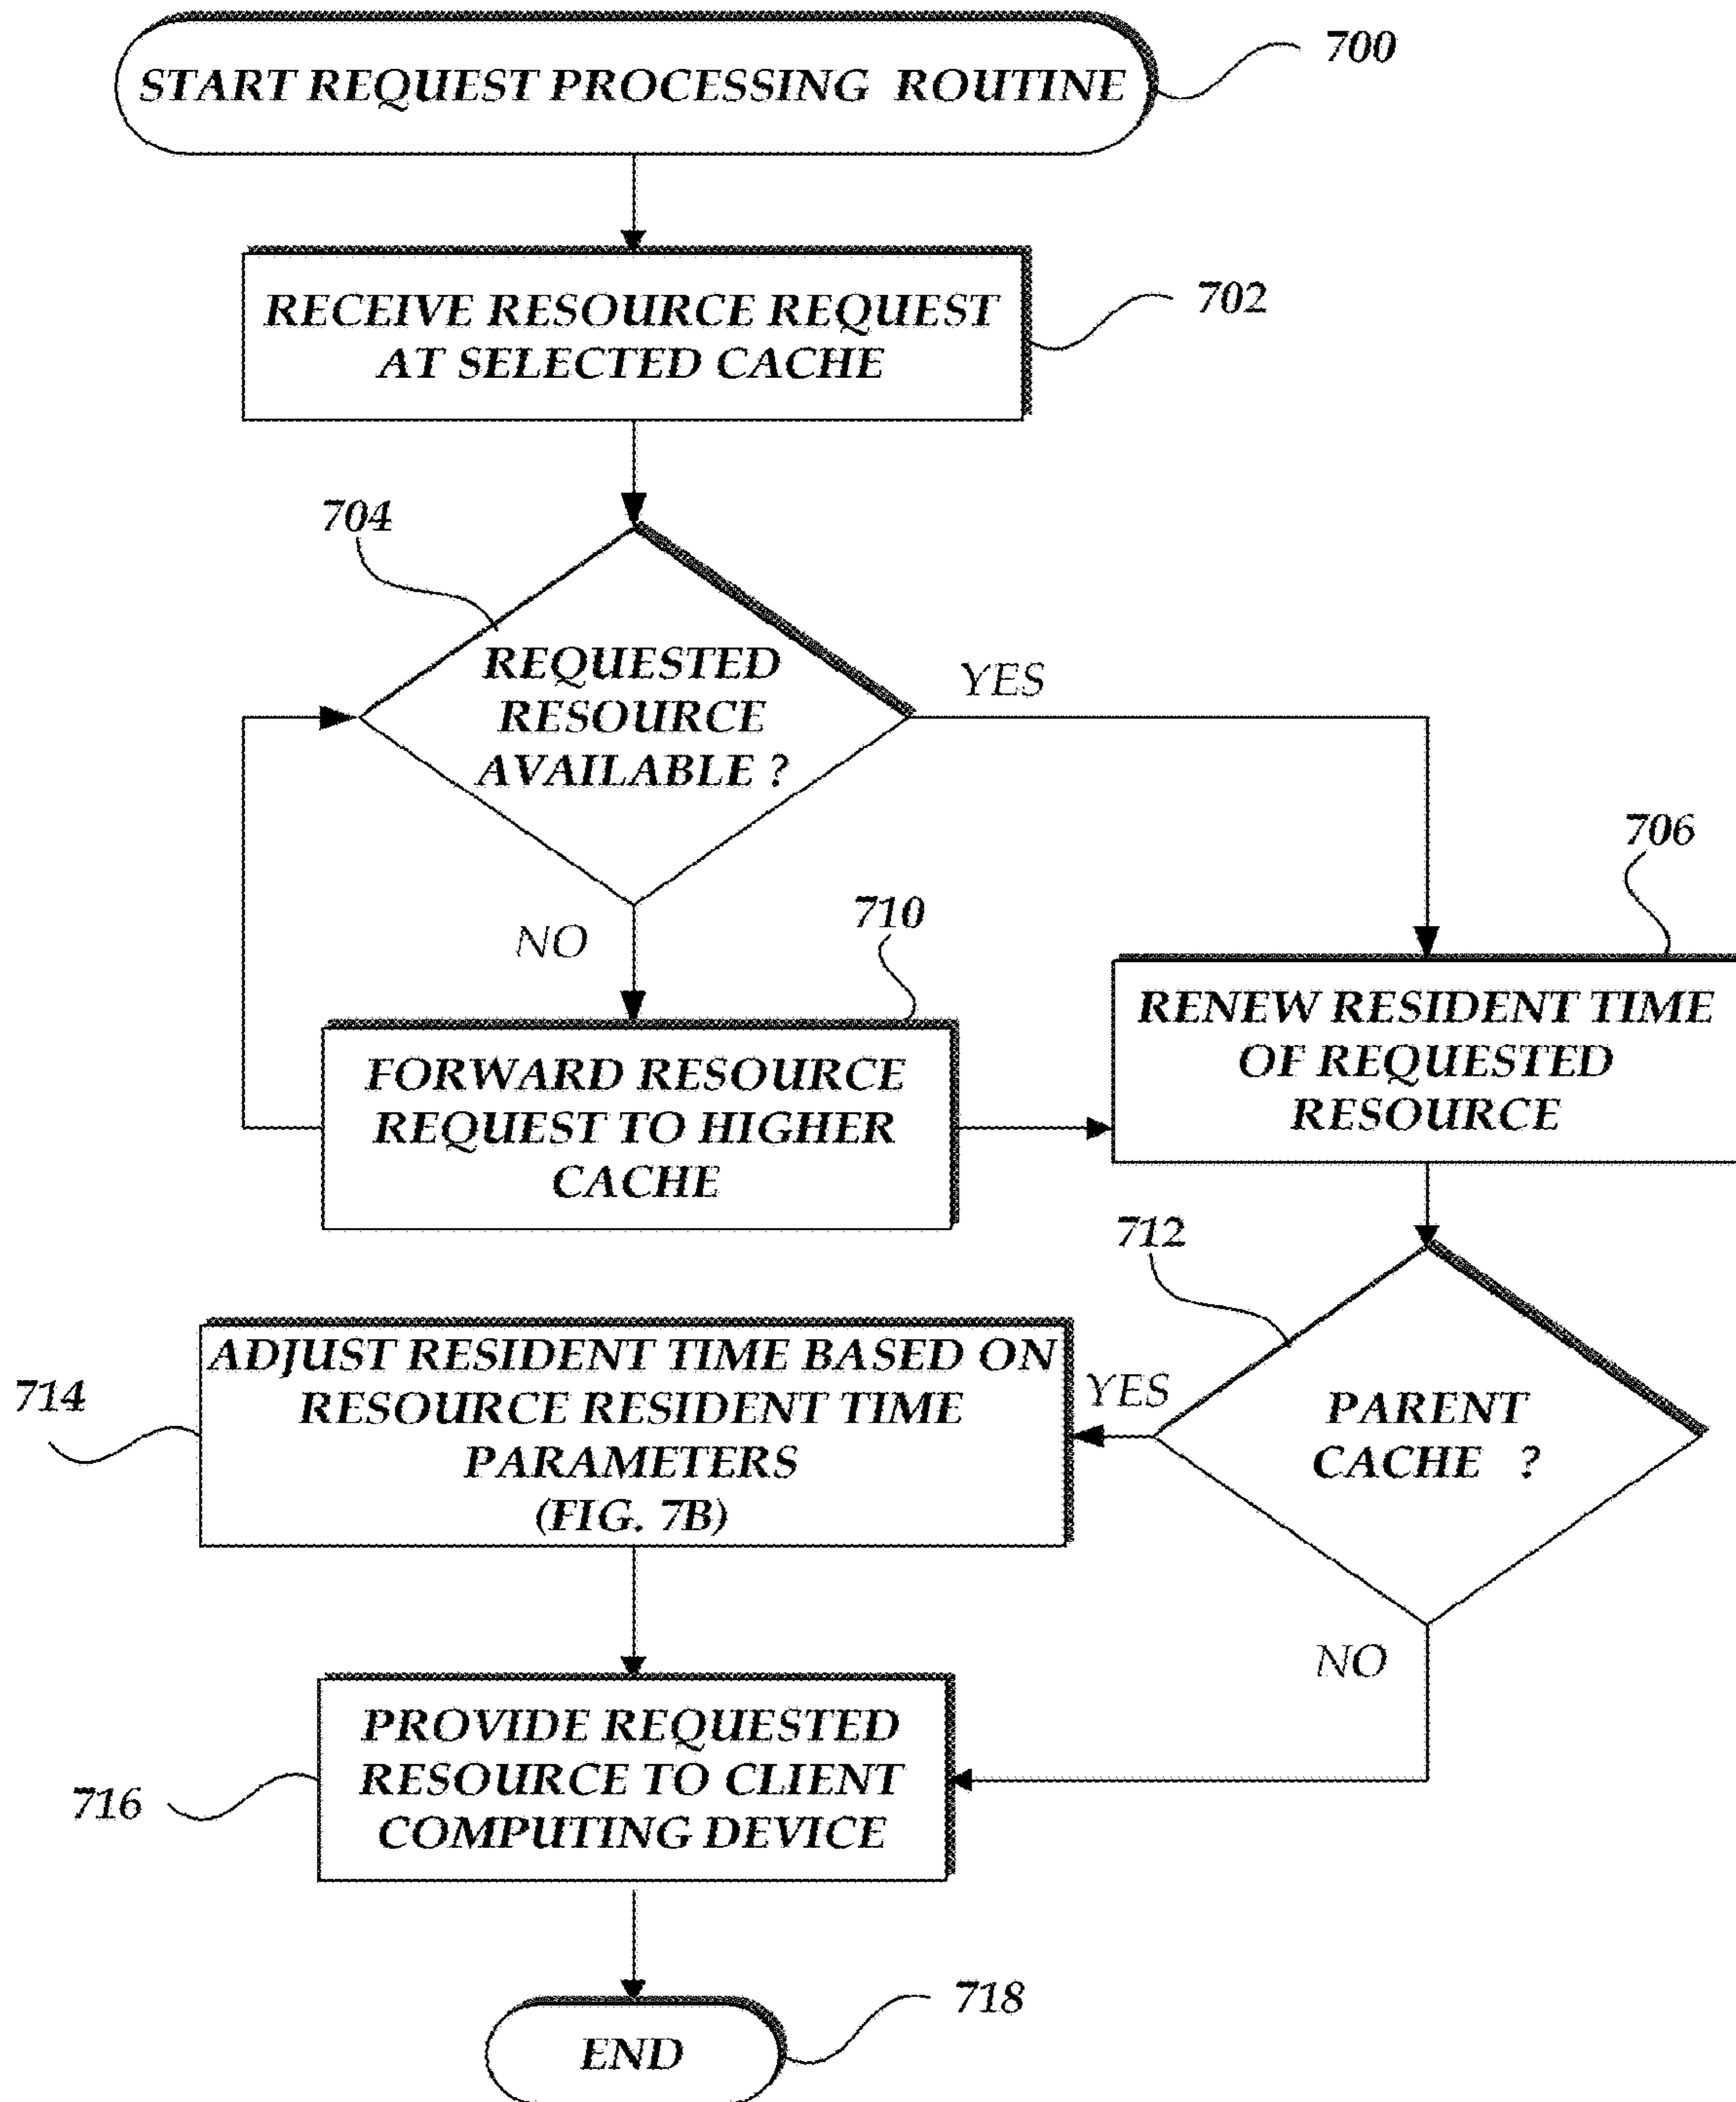 START REQUEST PROCESSING ROUTINE
700
RECEIVE RESOURCE REQUEST
AT SELECTED CACHE
702
704
REQUESTED
RESOURCE
AVAILABLE ?
YES
NO
706
RENEW RESIDENT TIME
OF REQUESTED
RESOURCE
710
FORWARD RESOURCE
REQUEST TO HIGHER
CACHE
712
PARENT
CACHE ?
YES
NO
714
ADJUST RESIDENT TIME BASED ON
RESOURCE RESIDENT TIME
PARAMETERS
(FIG. 7B)
716
PROVIDE REQUESTED
RESOURCE TO CLIENT
COMPUTING DEVICE
718
END